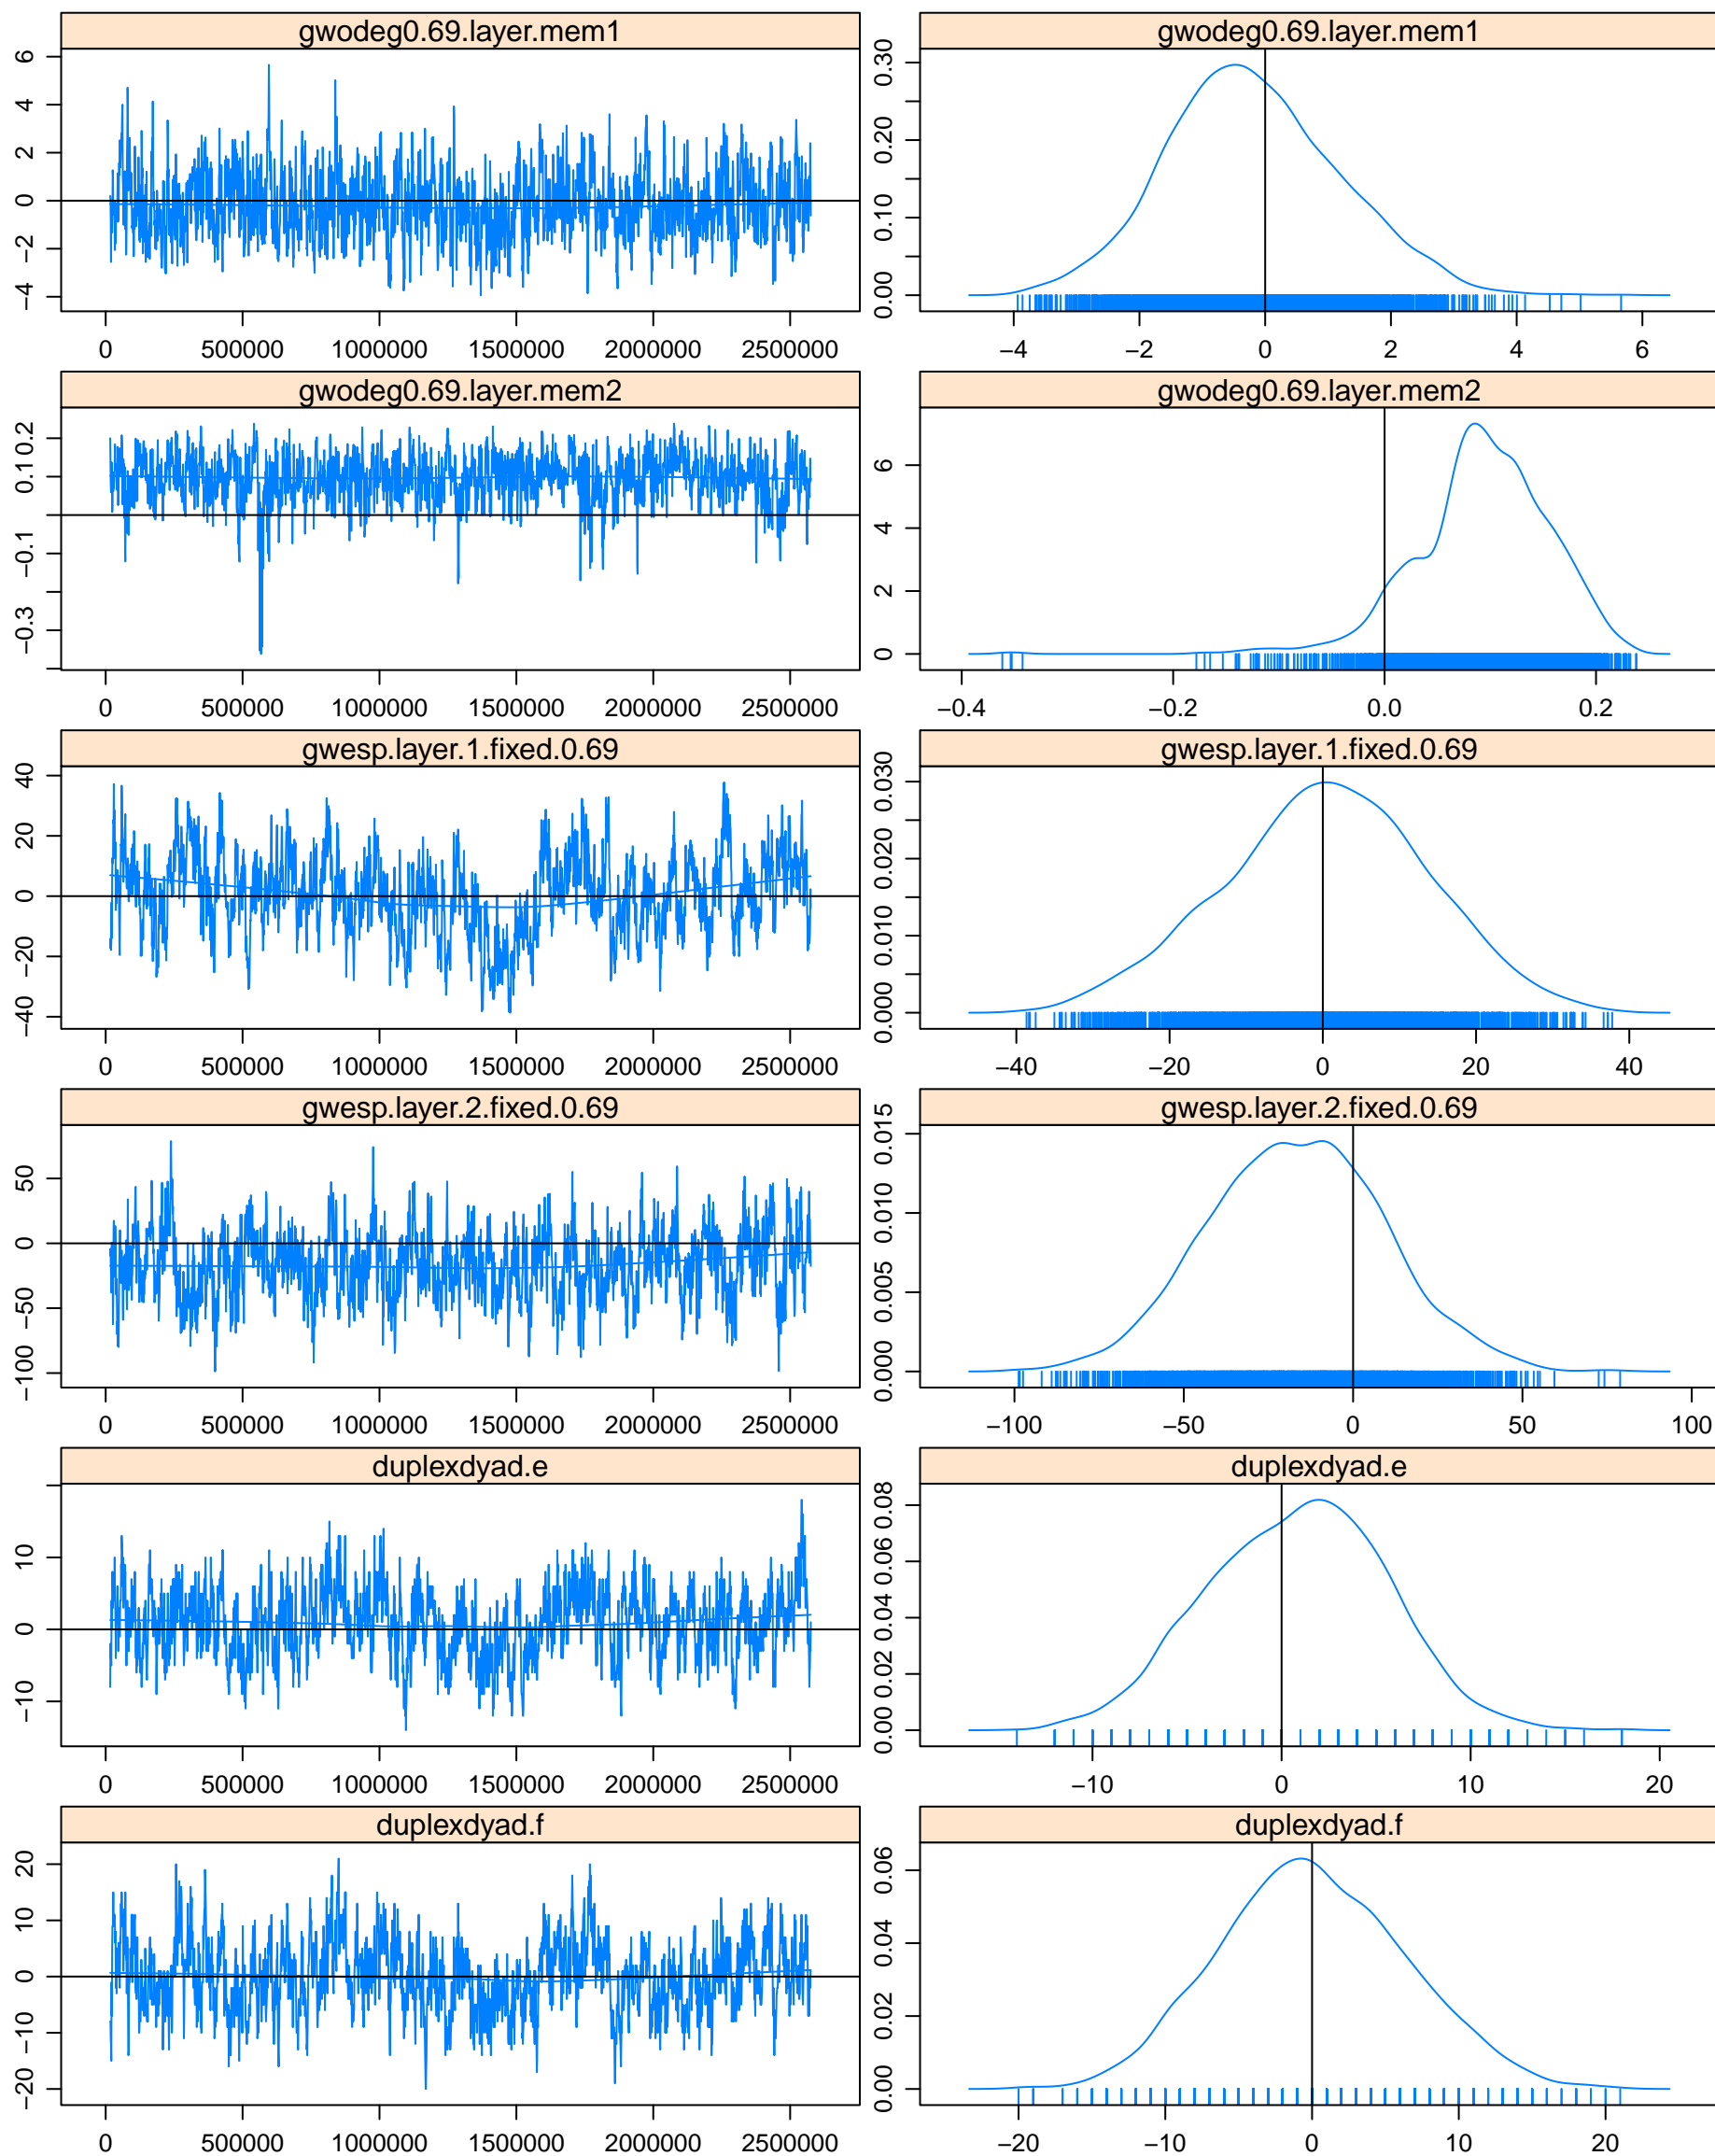 gwodeg0.69.layer.mem1
gwodeg0.69.layer.mem1
6
4
2
0
−2
−4
0 500000 1000000 1500000 2000000 2500000
0.30
0.20
0.10
0.00
−4 −2 0 2 4 6
gwodeg0.69.layer.mem2
gwodeg0.69.layer.mem2
0.2
0.1
−0.1
−0.3
0 500000 1000000 1500000 2000000 2500000
6
4
2
0
−0.4 −0.2 0.0 0.2
gwesp.layer.1.fixed.0.69
gwesp.layer.1.fixed.0.69
40
20
0
−20
−40
0 500000 1000000 1500000 2000000 2500000
0.030
0.020
0.010
0.000
−40 −20 0 20 40
gwesp.layer.2.fixed.0.69
gwesp.layer.2.fixed.0.69
50
0
−50
−100
0 500000 1000000 1500000 2000000 2500000
0.015
0.010
0.005
0.000
−100 −50 0 50 100
duplexdyad.e
duplexdyad.e
10
0
−10
0 500000 1000000 1500000 2000000 2500000
0.08
0.06
0.04
0.02
0.00
−10 0 10 20
duplexdyad.f
duplexdyad.f
20
10
0
−10
−20
0 500000 1000000 1500000 2000000 2500000
0.06
0.04
0.02
0.00
−20 −10 0 10 20